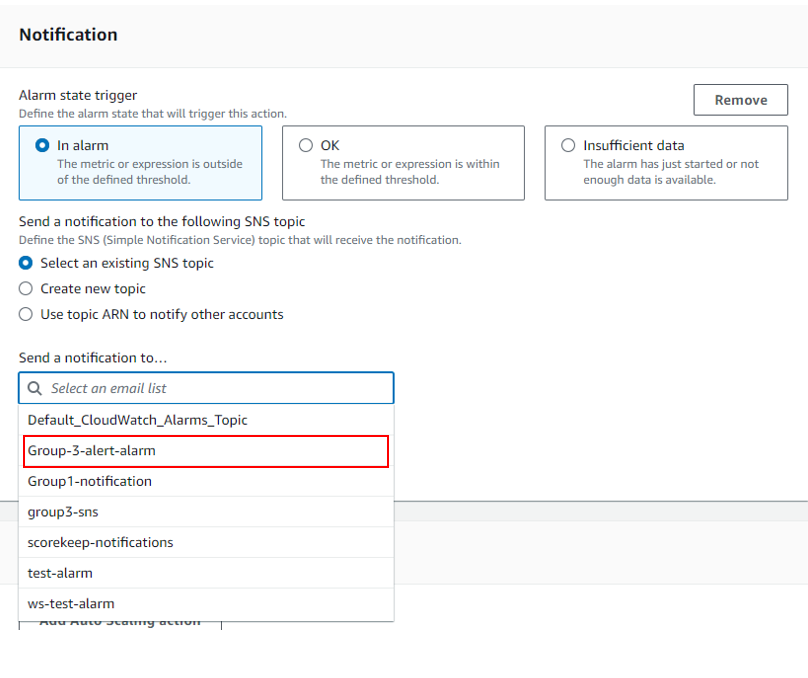 Notification
Alarm state trigger
Define the alarm state that will trigger this action.
Remove
In alarm
The metric or expression is outside
of the defined threshold.
OK
The metric or expression is within
the defined threshold.
Insufficient data
The alarm has just started or not
enough data is available.
Send a notification to the following SNS topic
Define the SNS (Simple Notification Service) topic that will receive the notification.
Select an existing SNS topic
Create new topic
Use topic ARN to notify other accounts
Send a notification to…
Select an email list
Default_CloudWatch_Alarms_Topic
Group-3-alert-alarm
Group1-notification
group3-sns
scorekeep-notifications
test-alarm
ws-test-alarm
Add Auto Scaling action